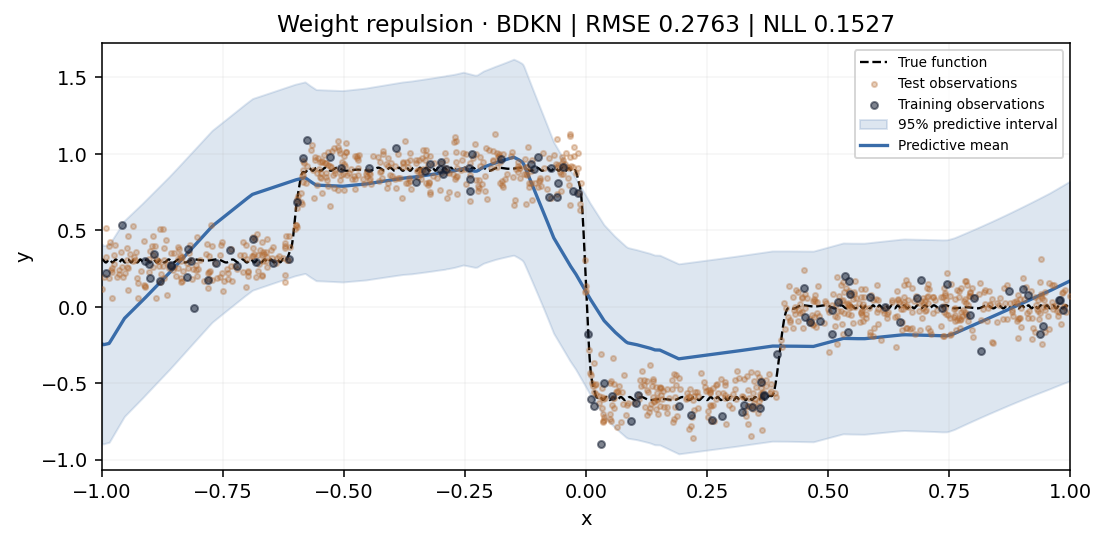 Weight repulsion · BDKN | RMSE 0.2763 | NLL 0.1527
True function
Test observations
Training observations
95% predictive interval
Predictive mean
y
1.5
1.0
0.5
0.0
−0.5
−1.0
−1.00 −0.75 −0.50 −0.25 0.00 0.25 0.50 0.75 1.00
x